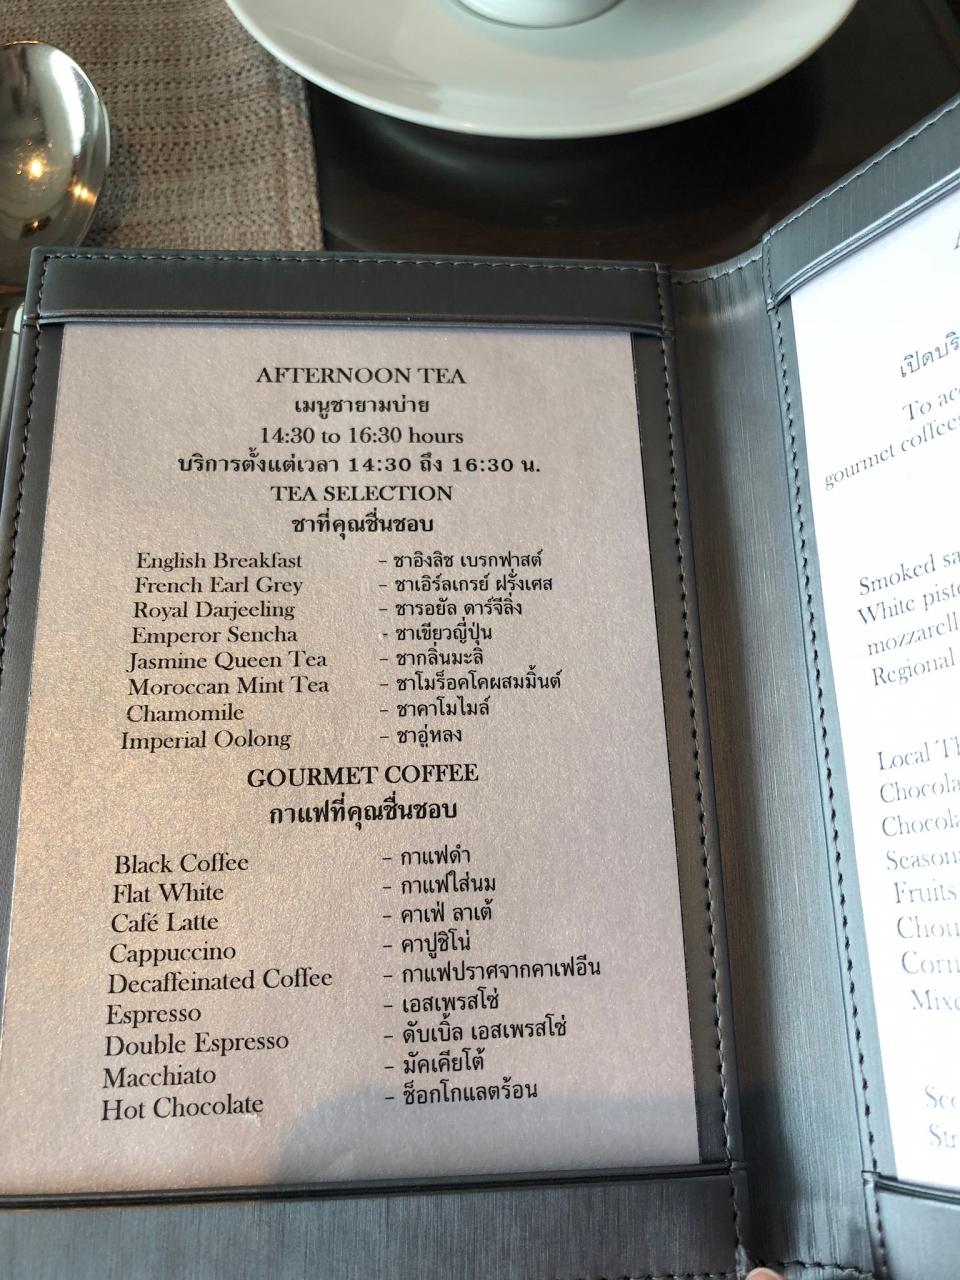 AFTERNOON TEA
เมนูชายามบ่าย
14:30 to 16:30 hours
บริการตั้งแต่เวลา 14:30 ถึง 16:30 น.
TEA SELECTION
ชาที่คุณชื่นชอบ
English Breakfast - ชาอิงลิช เบรกฟาสต์
French Earl Grey - ชาเอิร์ลเกรย์ ฝรั่งเศส
Royal Darjeeling - ชารอยัล ดาร์จีลิ่ง
Emperor Sencha - ชาเขียวญี่ปุ่น
Jasmine Queen Tea - ชากลิ่นมะลิ
Moroccan Mint Tea - ชาโมร็อคโคผสมมิ้นต์
Chamomile - ชาคาโมไมล์
Imperial Oolong - ชาอู่หลง
GOURMET COFFEE
กาแฟที่คุณชื่นชอบ
Black Coffee - กาแฟดำ
Flat White - กาแฟใส่นม
Café Latte - คาเฟ่ ลาเต้
Cappuccino - คาปูชิโน่
Decaffeinated Coffee - กาแฟปราศจากคาเฟอีน
Espresso - เอสเพรสโซ่
Double Espresso - ดับเบิ้ล เอสเพรสโซ่
Macchiato - มัคเคียโต้
Hot Chocolate - ช็อกโกแลตร้อน
To
gourmet coffee
Smoked
White
Regional
Local
Fruits